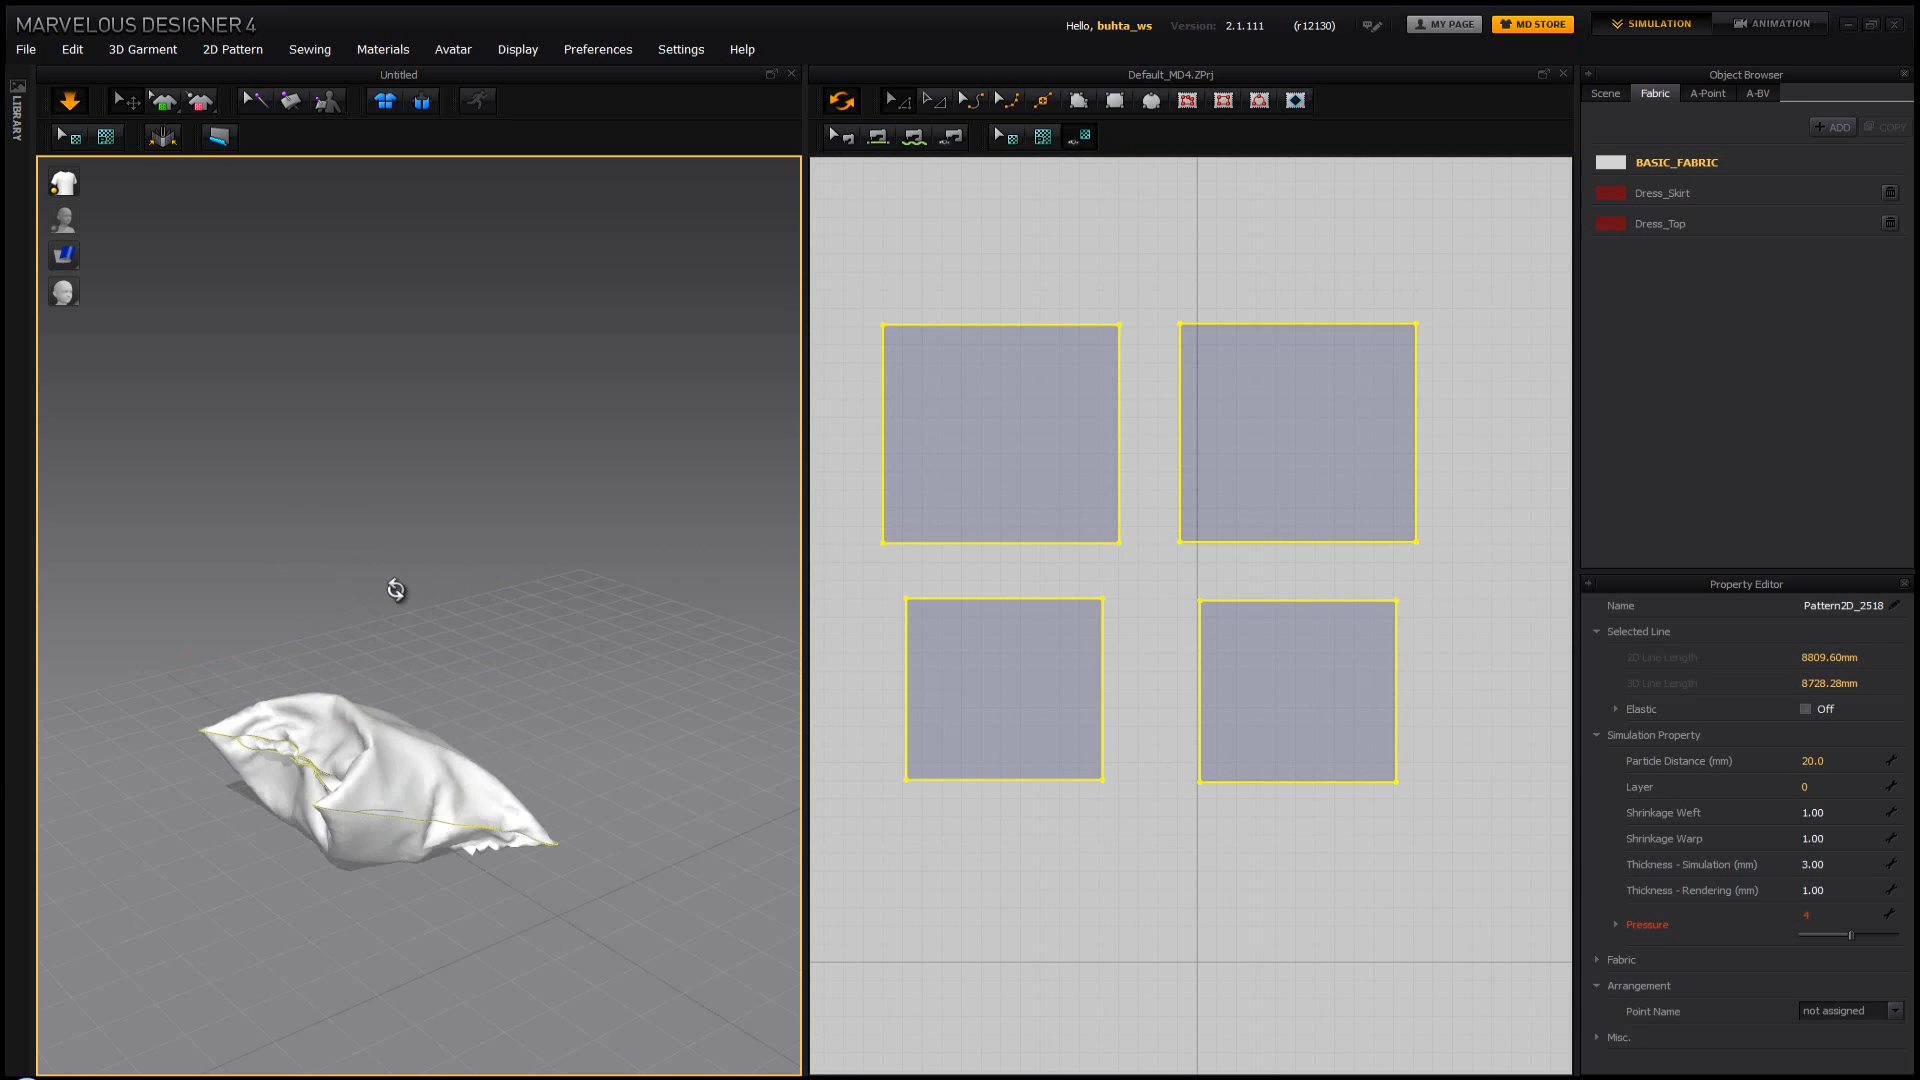 MARVELOUS DESIGNER 4
Hello, buhta_ws Version: 2.1.111 (r12130) MY PAGE MD STORE SIMULATION ANIMATION
File Edit 3D Garment 2D Pattern Sewing Materials Avatar Display Preferences Settings Help
LIBRARY
Untitled
Default_MD4.ZPrj
Object Browser
Scene Fabric A-Point A-BV
+ ADD COPY
BASIC_FABRIC
Dress_Skirt
Dress_Top
Property Editor
Name Pattern2D_2518
Selected Line
2D Line Length 8809.60mm
3D Line Length 8728.28mm
Elastic Off
Simulation Property
Particle Distance (mm) 20.0
Layer 0
Shrinkage Weft 1.00
Shrinkage Warp 1.00
Thickness - Simulation (mm) 3.00
Thickness - Rendering (mm) 1.00
Pressure 4
Fabric
Arrangement
Point Name not assigned
Misc.